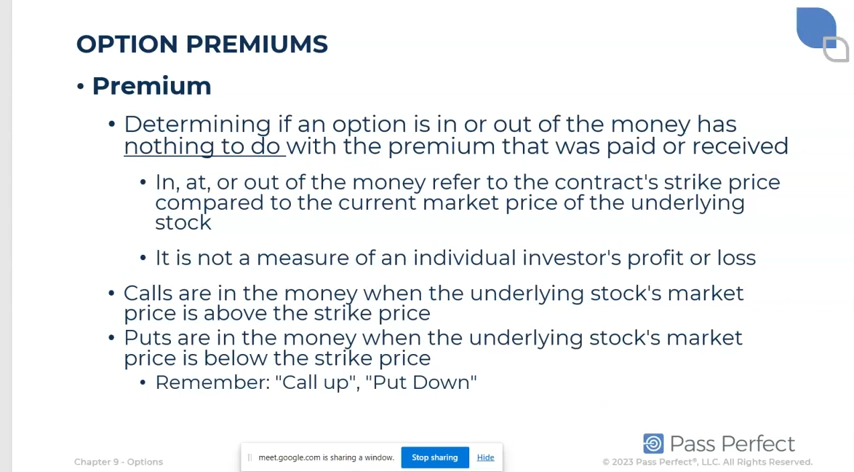 OPTION PREMIUMS
• Premium
• Determining if an option is in or out of the money has
nothing to do with the premium that was paid or received
• In, at, or out of the money refer to the contract's strike price
compared to the current market price of the underlying
stock
• It is not a measure of an individual investor's profit or loss
• Calls are in the money when the underlying stock's market
price is above the strike price
• Puts are in the money when the underlying stock's market
price is below the strike price
• Remember: "Call up", "Put Down"
Pass Perfect
Chapter 9 - Options
meet.google.com is sharing a window. Stop sharing Hide
© 2023 Pass Perfect®, LLC. All Rights Reserved.